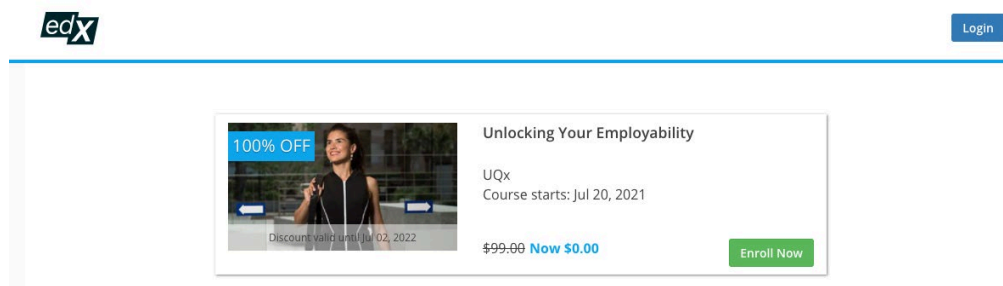 edX
Login
100% OFF
Discount valid until Jul 02, 2022
Unlocking Your Employability
UQx
Course starts: Jul 20, 2021
$99.00 Now $0.00
Enroll Now